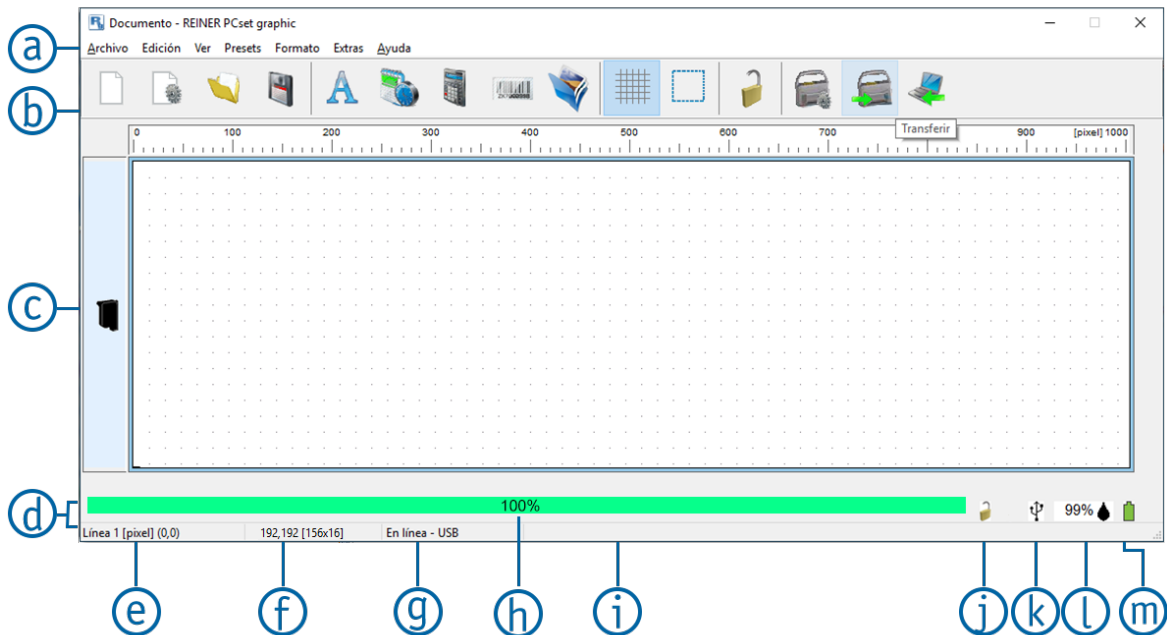 Documento - REINER PCset graphic
a
Archivo Edición Ver Presets Formato Extras Ayuda
b
Transferir
0 100 200 300 400 500 600 700 900 [pixel] 1000
c
d
100%
99%
Línea 1 [pixel] (0,0) 192,192 [156x16] En línea - USB
e f g h i j k l m